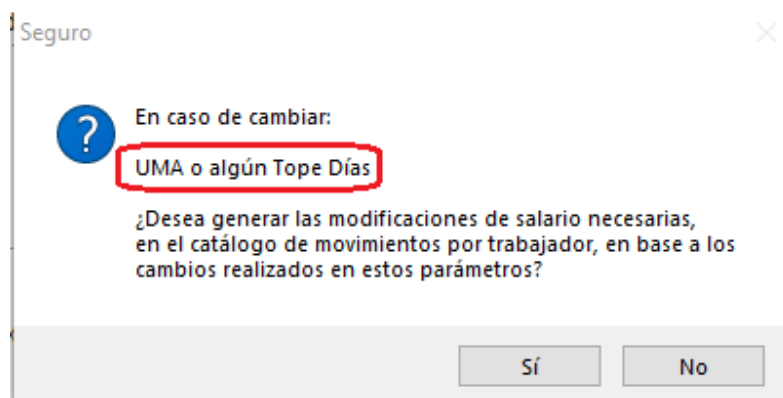 Seguro
En caso de cambiar:
UMA o algún Tope Días
¿Desea generar las modificaciones de salario necesarias,
en el catálogo de movimientos por trabajador, en base a los
cambios realizados en estos parámetros?
Sí
No